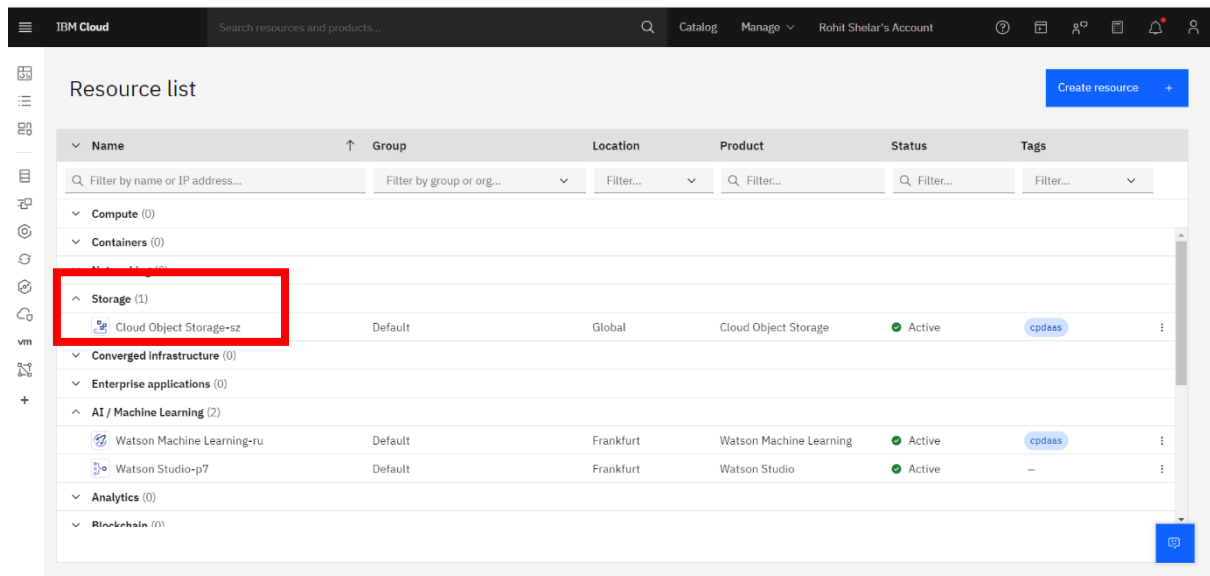 IBM Cloud Search resources and products... Catalog Manage Rohit Shelar's Account
Resource list
Create resource +
Name Group Location Product Status Tags
Filter by name or IP address... Filter by group or org... Filter... Filter... Filter... Filter...
Compute (0)
Containers (0)
Storage (1)
Cloud Object Storage-sz Default Global Cloud Object Storage Active cpdaas
Converged infrastructure (0)
Enterprise applications (0)
AI / Machine Learning (2)
Watson Machine Learning-ru Default Frankfurt Watson Machine Learning Active cpdaas
vm
Watson Studio-p7 Default Frankfurt Watson Studio Active –
Analytics (0)
Blockchain (0)